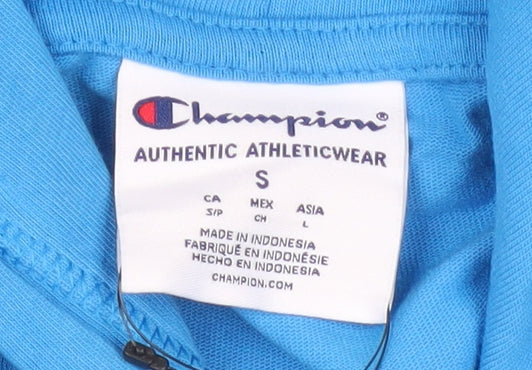 Champion®
AUTHENTIC ATHLETICWEAR
S
CA MEX ASIA
S/P CH L
MADE IN INDONESIA
FABRIQUÉ EN INDONÉSIE
HECHO EN INDONESIA
CHAMPION.COM